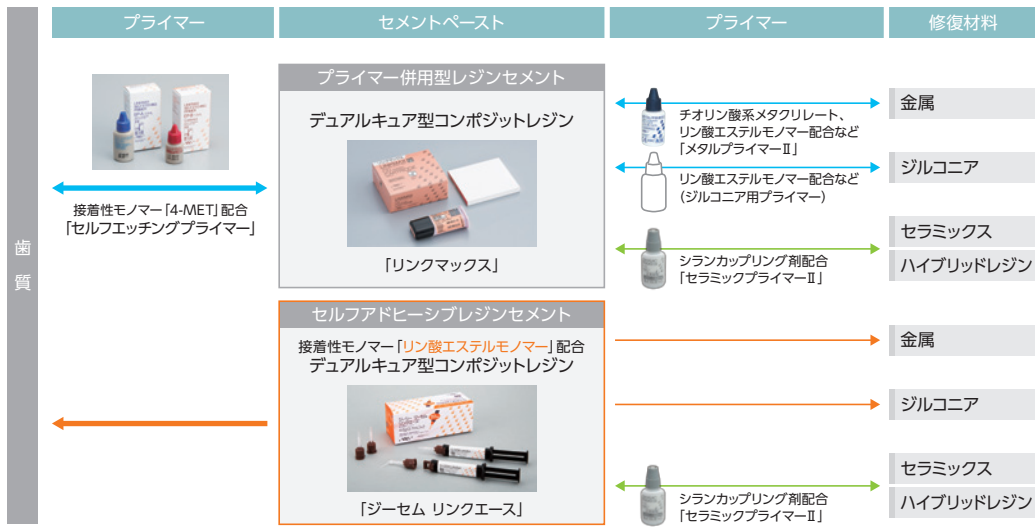 プライマー
セメントペースト
プライマー
修復材料
歯質
接着性モノマー「4-MET」配合
「セルフエッチングプライマー」
プライマー併用型レジンセメント
デュアルキュア型コンポジットレジン
「リンクマックス」
チオリン酸系メタクリレート、
リン酸エステルモノマー配合など
「メタルプライマーⅡ」
金属
リン酸エステルモノマー配合など
(ジルコニア用プライマー)
ジルコニア
シランカップリング剤配合
「セラミックプライマーⅡ」
セラミックス
ハイブリッドレジン
セルフアドヒーシブレジンセメント
接着性モノマー「リン酸エステルモノマー」配合
デュアルキュア型コンポジットレジン
「ジーセム リンクエース」
金属
ジルコニア
シランカップリング剤配合
「セラミックプライマーⅡ」
セラミックス
ハイブリッドレジン